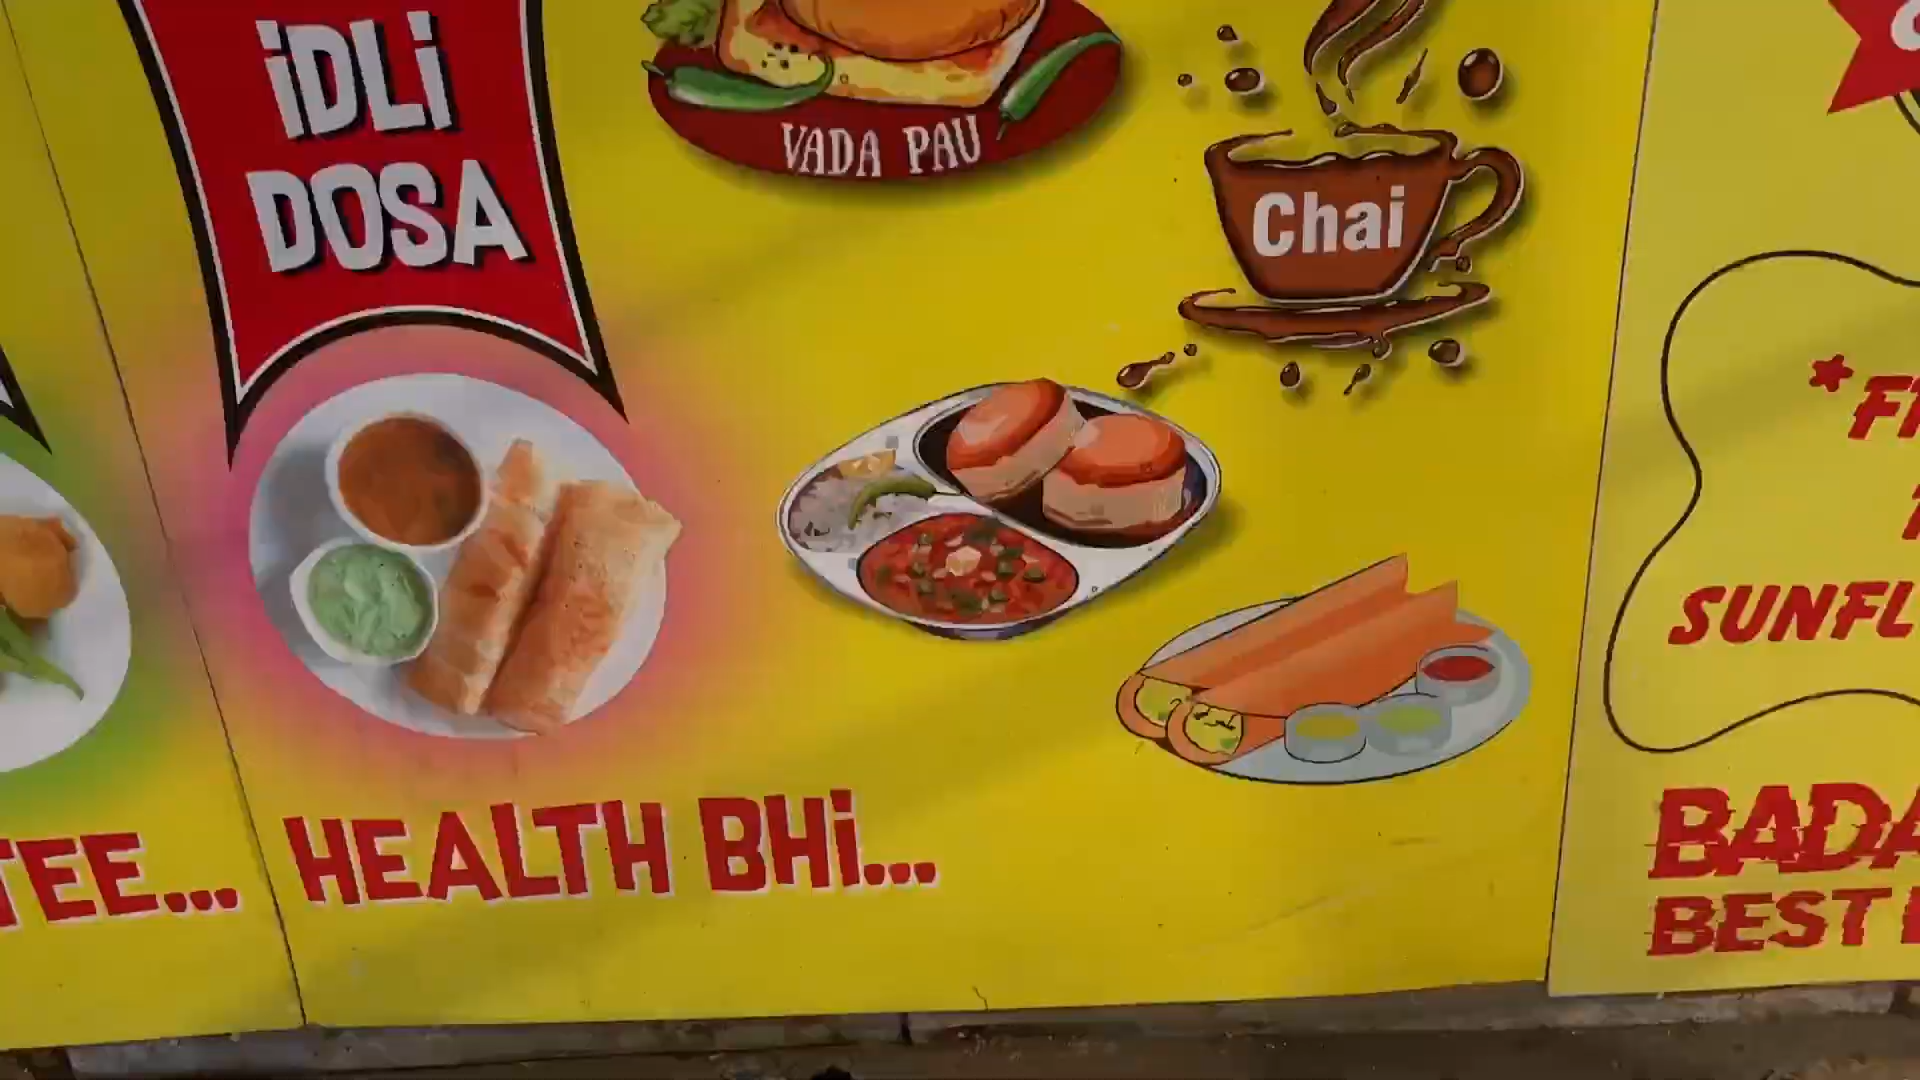 iDLi
DOSA
VADA PAU
Chai
SUNFL
TEE...
HEALTH BHi...
BADA
BEST